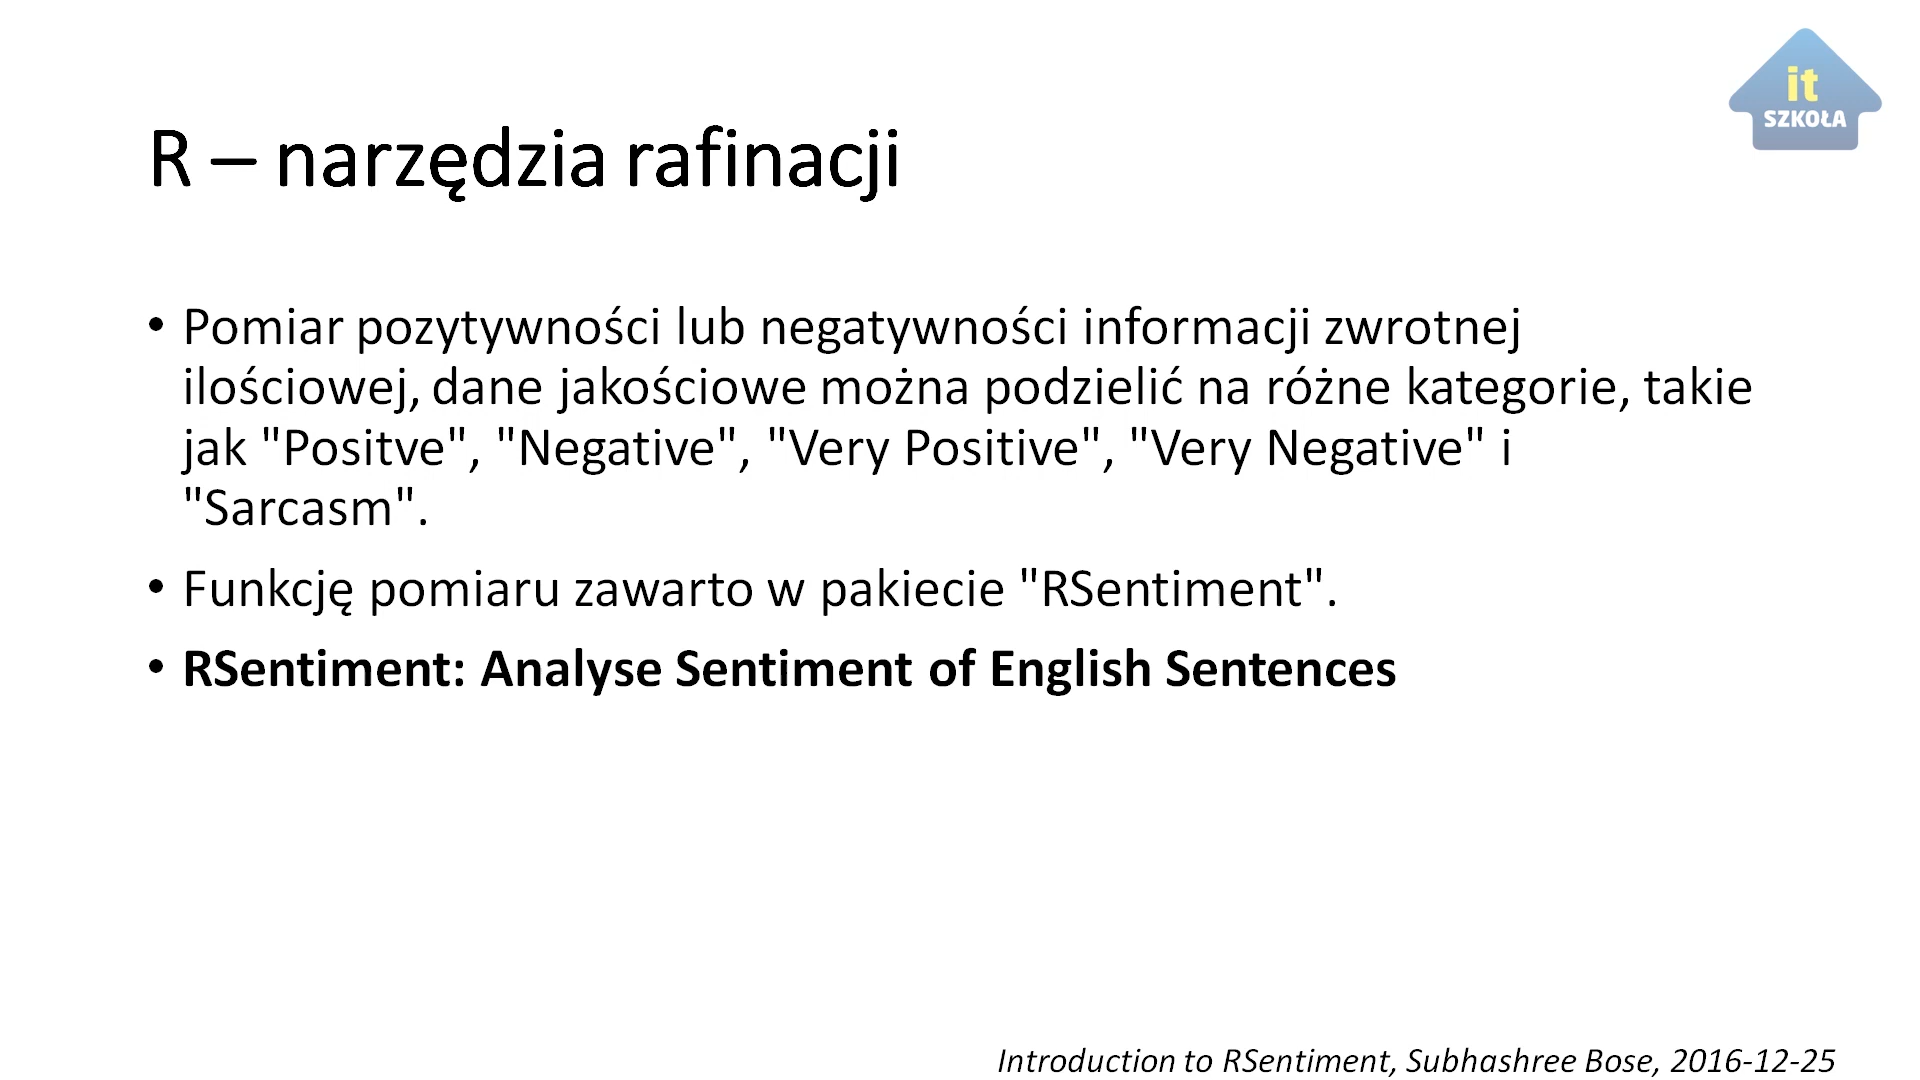 it
SZKOŁA
R – narzędzia rafinacji
• Pomiar pozytywności lub negatywności informacji zwrotnej
ilościowej, dane jakościowe można podzielić na różne kategorie, takie
jak "Positve", "Negative", "Very Positive", "Very Negative" i
"Sarcasm".
• Funkcję pomiaru zawarto w pakiecie "RSentiment".
• RSentiment: Analyse Sentiment of English Sentences
Introduction to RSentiment, Subhashree Bose, 2016-12-25